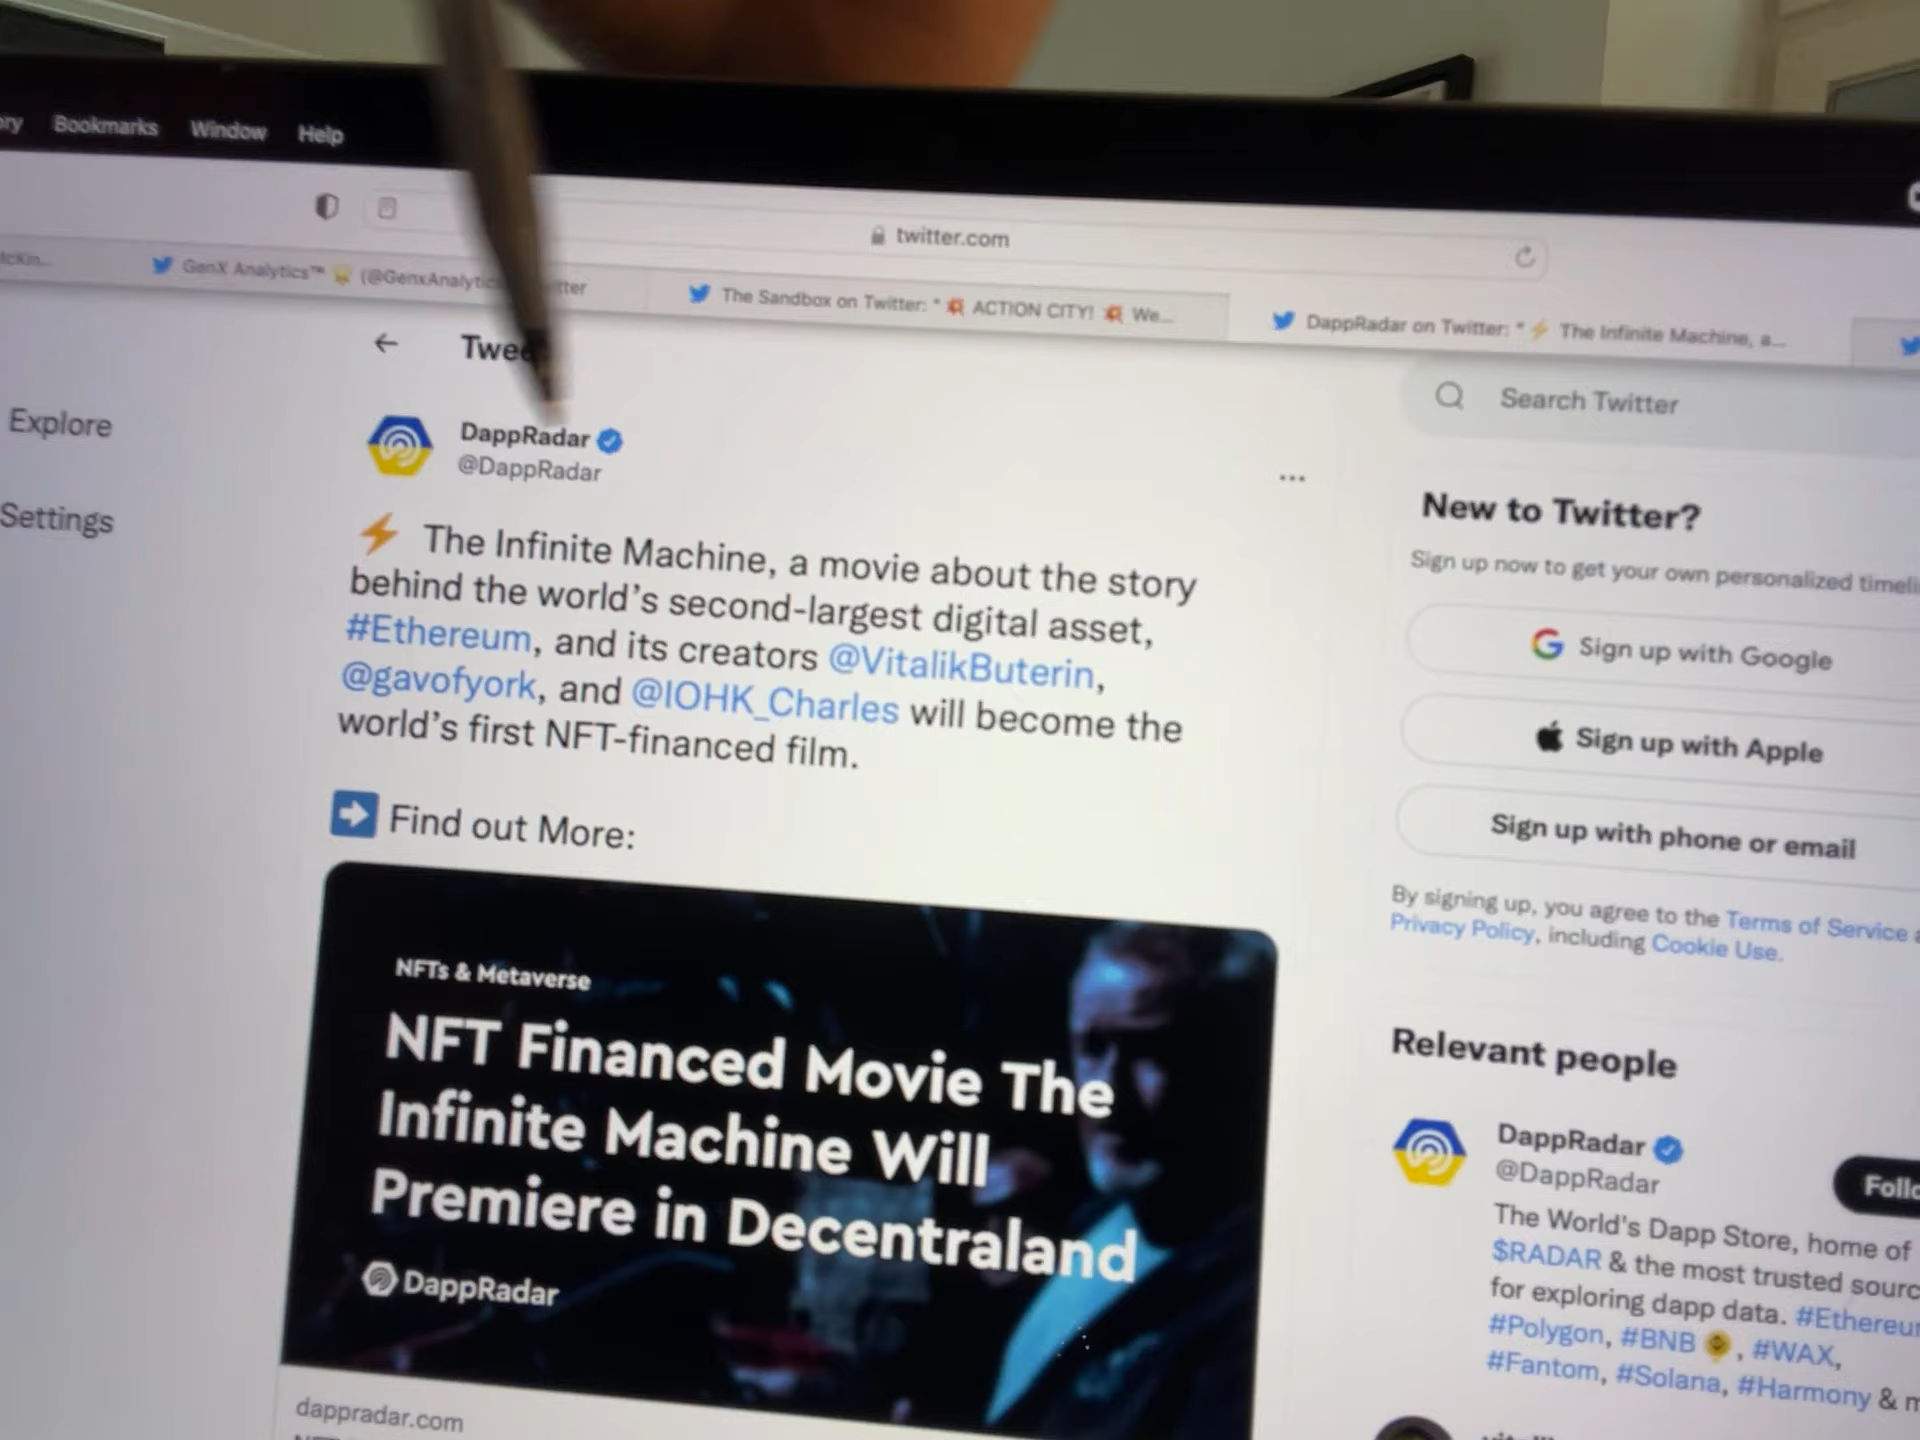 Bookmarks Window Help
twitter.com
GenX Analytics™ (@GenxAnalytic
The Sandbox on Twitter: " 💥 ACTION CITY! 💥 We...
DappRadar on Twitter: " ⚡ The Infinite Machine, a...
Tweet
Search Twitter
Explore
Settings
DappRadar
@DappRadar
...
⚡ The Infinite Machine, a movie about the story
behind the world's second-largest digital asset,
#Ethereum, and its creators @VitalikButerin,
@gavofyork, and @IOHK_Charles will become the
world's first NFT-financed film.
➡ Find out More:
NFTs & Metaverse
NFT Financed Movie The
Infinite Machine Will
Premiere in Decentraland
DappRadar
dappradar.com
New to Twitter?
Sign up now to get your own personalized timeli
Sign up with Google
Sign up with Apple
Sign up with phone or email
By signing up, you agree to the Terms of Service
Privacy Policy, including Cookie Use.
Relevant people
DappRadar
@DappRadar
Follo
The World's Dapp Store, home of
$RADAR & the most trusted sourc
for exploring dapp data. #Ethereu
#Polygon, #BNB , #WAX,
#Fantom, #Solana, #Harmony & m